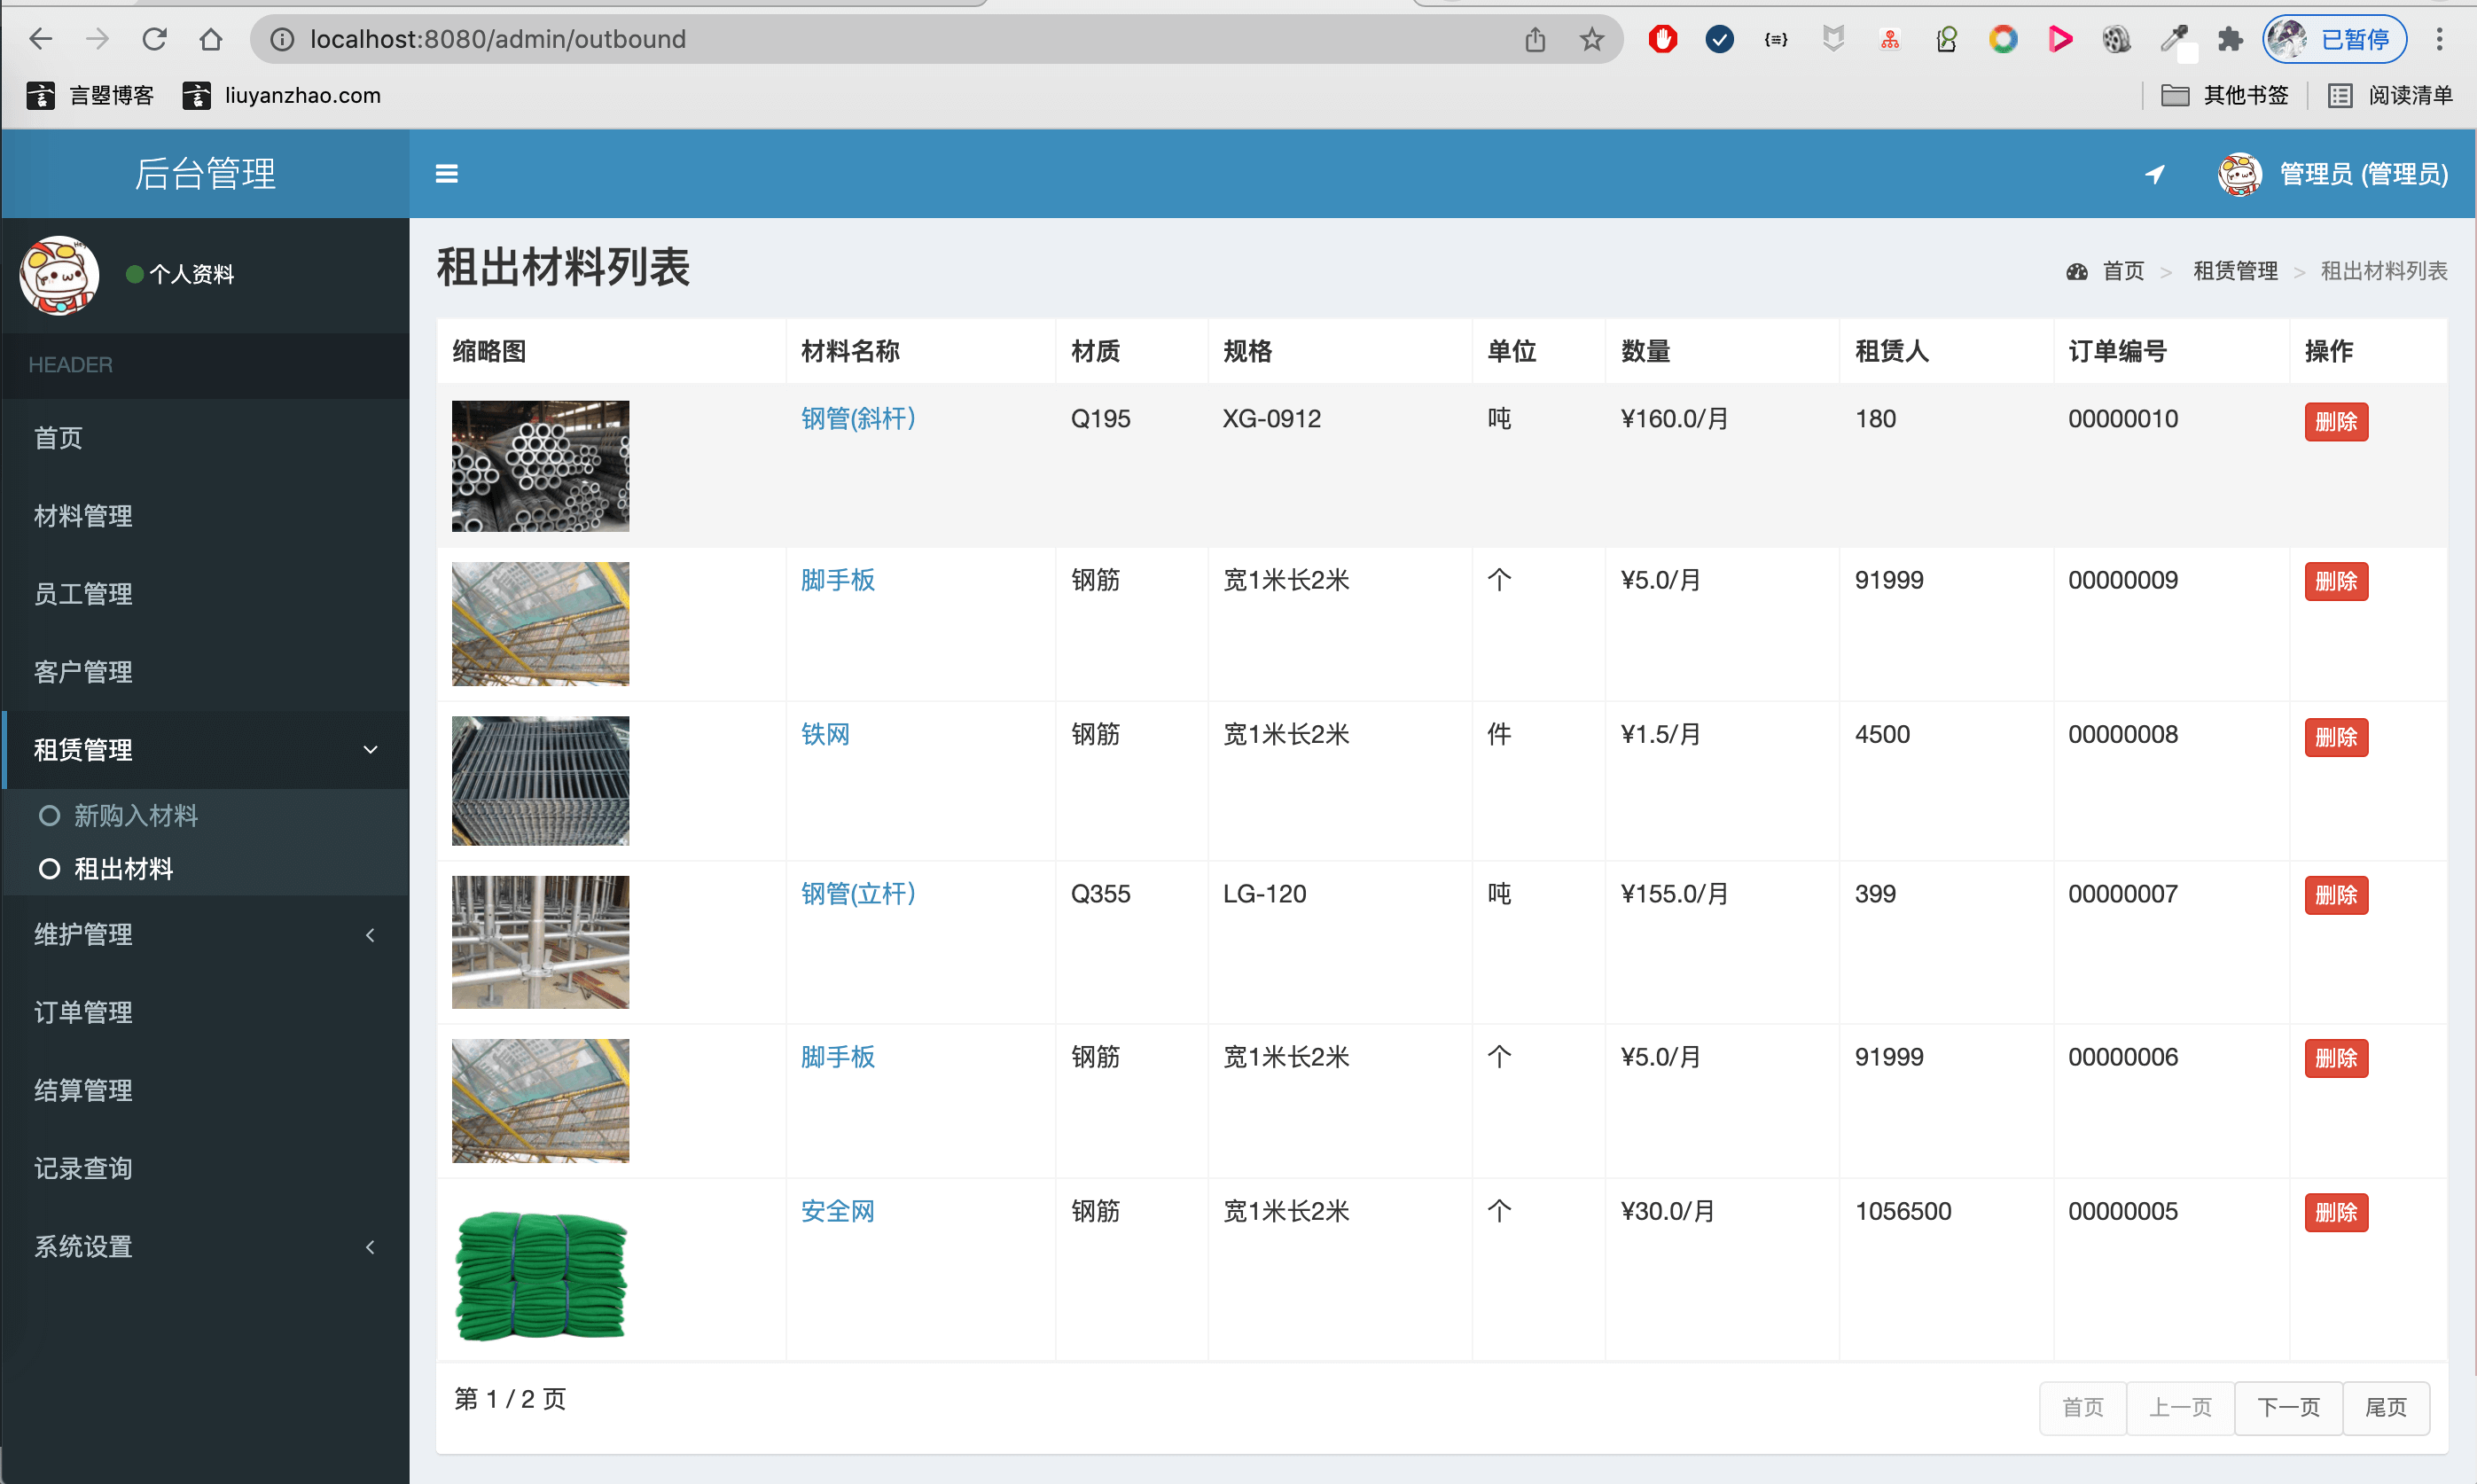 localhost:8080/admin/outbound
已暂停
言曌博客
liuyanzhao.com
其他书签
阅读清单
后台管理
管理员 (管理员)
个人资料
HEADER
首页
材料管理
员工管理
客户管理
租赁管理
新购入材料
租出材料
维护管理
订单管理
结算管理
记录查询
系统设置
租出材料列表
首页 > 租赁管理 > 租出材料列表
缩略图 材料名称 材质 规格 单位 数量 租赁人 订单编号 操作
钢管(斜杆) Q195 XG-0912 吨 ¥160.0/月 180 00000010 删除
脚手板 钢筋 宽1米长2米 个 ¥5.0/月 91999 00000009 删除
铁网 钢筋 宽1米长2米 件 ¥1.5/月 4500 00000008 删除
钢管(立杆) Q355 LG-120 吨 ¥155.0/月 399 00000007 删除
脚手板 钢筋 宽1米长2米 个 ¥5.0/月 91999 00000006 删除
安全网 钢筋 宽1米长2米 个 ¥30.0/月 1056500 00000005 删除
第 1 / 2 页
首页 上一页 下一页 尾页